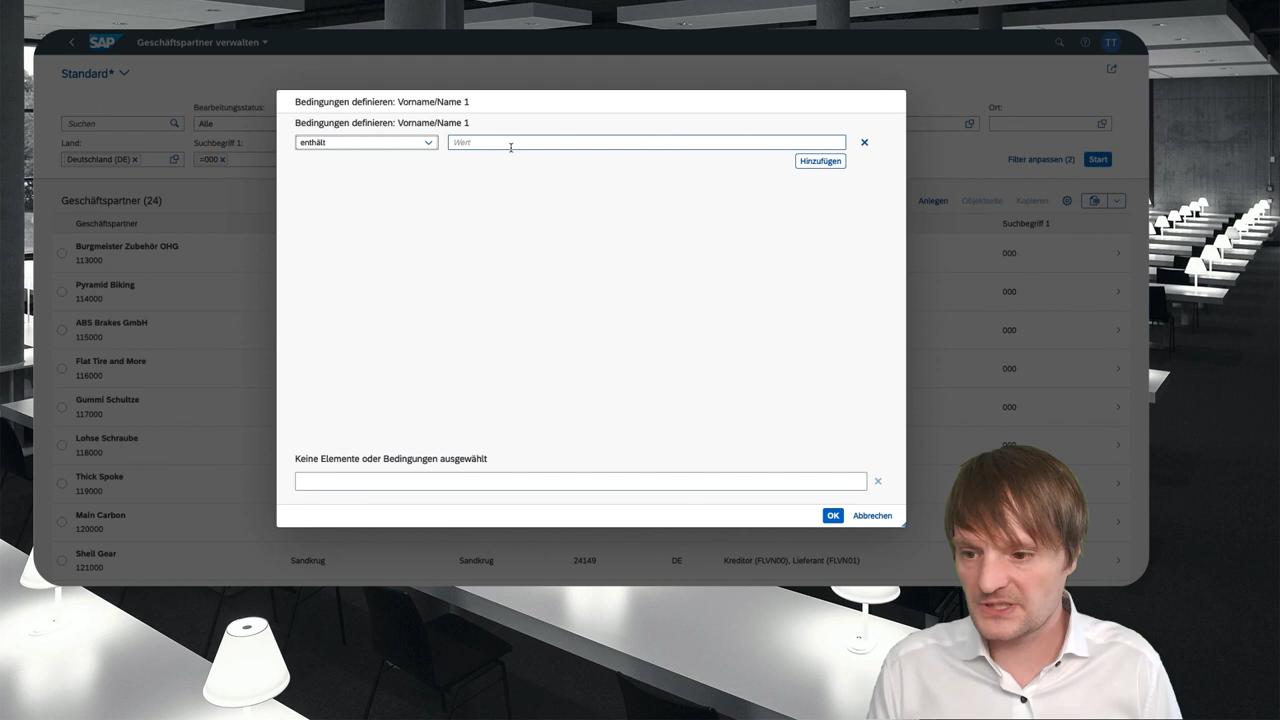 SAP
Geschäftspartner verwalten
TT
Standard*
Bearbeitungsstatus:
Ort:
Suchen
Alle
Land:
Suchbegriff 1:
Deutschland (DE)
=000
Filter anpassen (2)
Start
Geschäftspartner (24)
Anlegen
Objektseite
Kopieren
Geschäftspartner
Suchbegriff 1
Burgmeister Zubehör OHG
113000
000
Pyramid Biking
114000
000
ABS Brakes GmbH
115000
000
Flat Tire and More
116000
000
Gummi Schultze
117000
000
Lohse Schraube
118000
000
Thick Spoke
119000
Main Carbon
120000
Shell Gear
121000
Sandkrug
Sandkrug
24149
DE
Kreditor (FLVN00), Lieferant (FLVN01)
Bedingungen definieren: Vorname/Name 1
Bedingungen definieren: Vorname/Name 1
enthält
Wert
Hinzufügen
Keine Elemente oder Bedingungen ausgewählt
OK
Abbrechen